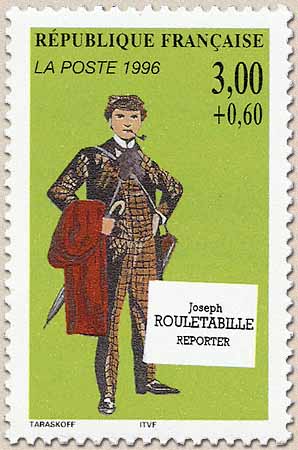 RÉPUBLIQUE FRANÇAISE
LA POSTE 1996
3,00
+0,60
Joseph
ROULETABILLE
REPORTER
TARASKOFF ITVF